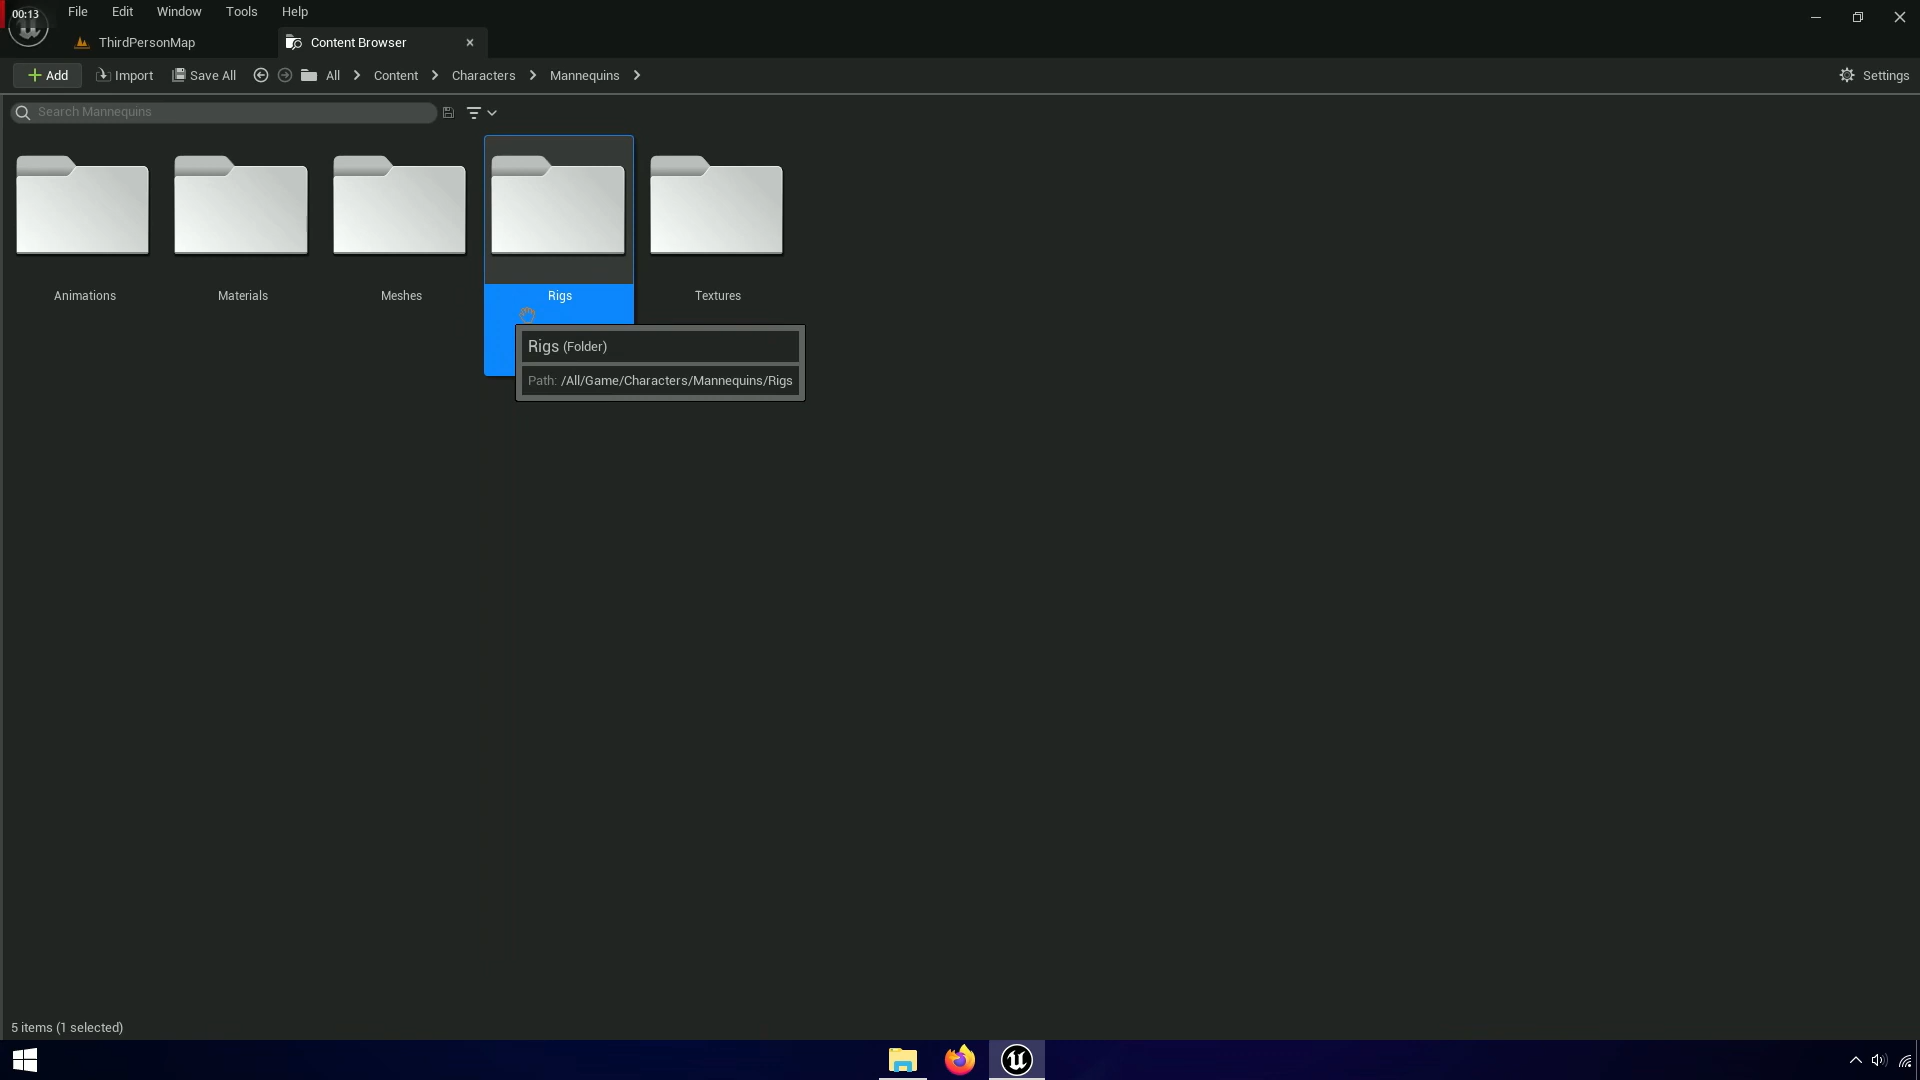 00:13
File Edit Window Tools Help
ThirdPersonMap Content Browser
Add Import Save All All Content Characters Mannequins Settings
Search Mannequins
Animations Materials Meshes Rigs Textures
Rigs (Folder)
Path: /All/Game/Characters/Mannequins/Rigs
5 items (1 selected)